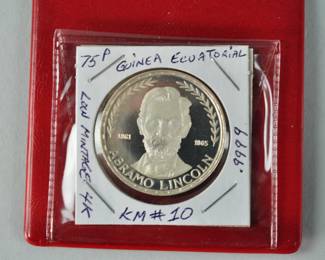 75P GUINEA ECUATORIAL
LOW MINTAGE 4K
1861
1865
ABRAMO LINCOLN
.9999
KM#10